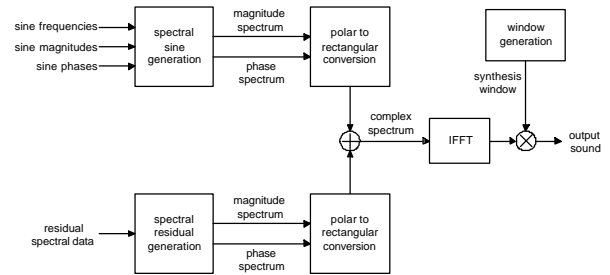 sine frequencies
sine magnitudes
sine phases
spectral
sine
generation
magnitude
spectrum
phase
spectrum
polar to
rectangular
conversion
window
generation
synthesis
window
complex
spectrum
IFFT
output
sound
residual
spectral data
spectral
residual
generation
magnitude
spectrum
phase
spectrum
polar to
rectangular
conversion